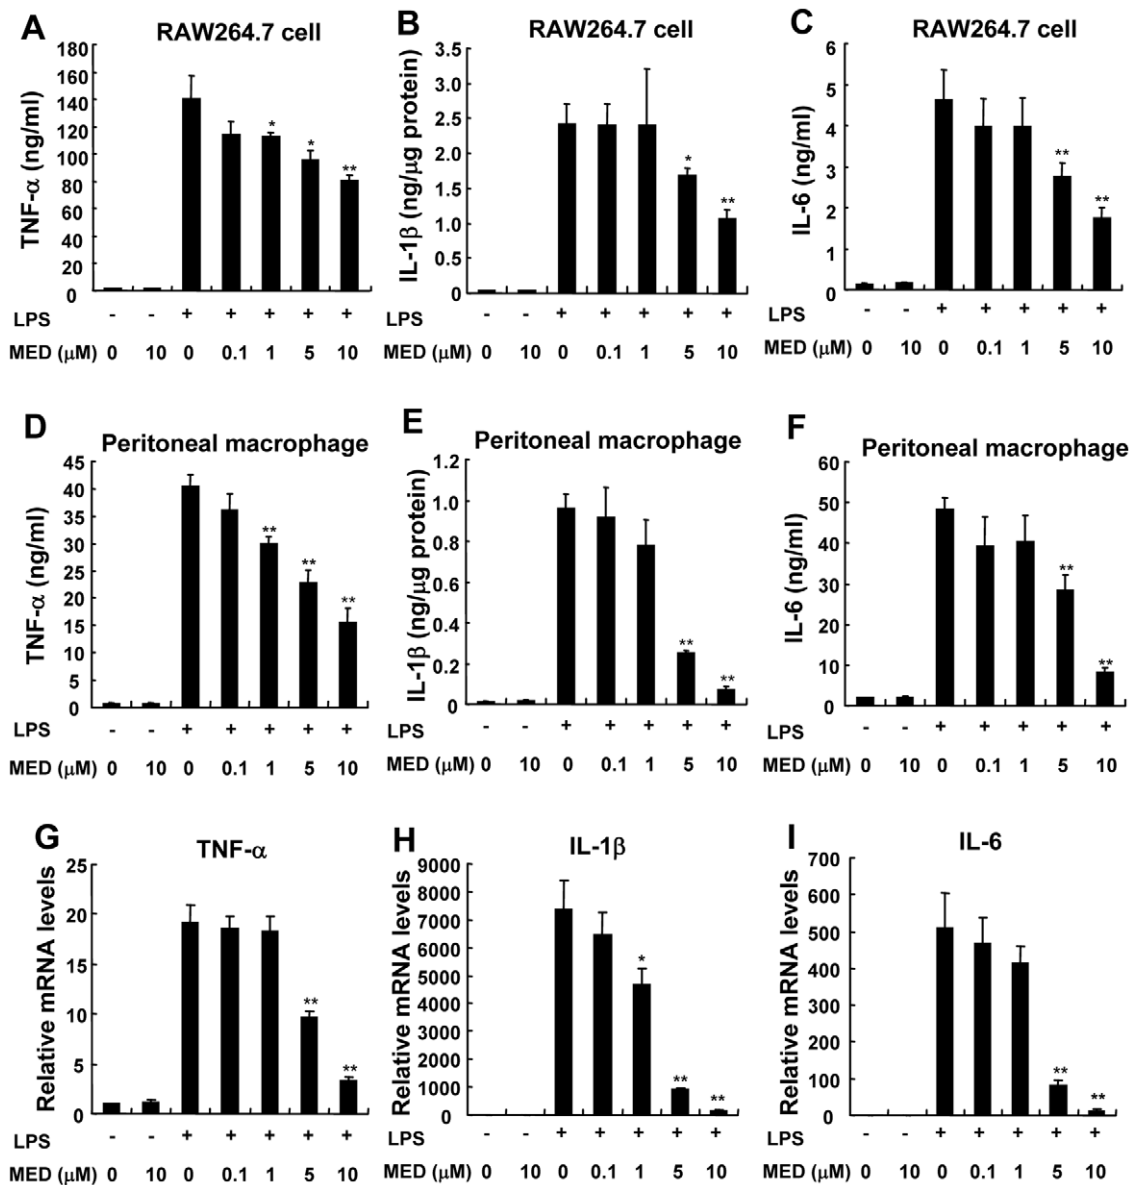 A
RAW264.7 cell
TNF-α (ng/ml)
180
160
140
120
100
80
60
40
20
0
* * **
LPS - - + + + + +
MED (μM) 0 10 0 0.1 1 5 10
B
RAW264.7 cell
IL-1β (ng/μg protein)
3.5
3.0
2.5
2.0
1.5
1.0
0.5
0
* **
- - + + + + +
0 10 0 0.1 1 5 10
C
RAW264.7 cell
IL-6 (ng/ml)
6
5
4
3
2
1
0
** **
LPS + + + + +
MED (μM) 0 10 0 0.1 1 5 10
D
Peritoneal macrophage
TNF-α (ng/ml)
45
40
35
30
25
20
15
10
5
0
** ** **
LPS - - + + + + +
MED (μM) 0 10 0 0.1 1 5 10
E
Peritoneal macrophage
IL-1β (ng/μg protein)
1.2
1.0
0.8
0.6
0.4
0.2
0
** **
LPS - - + + + + +
MED (μM) 0 10 0 0.1 1 5 10
F
Peritoneal macrophage
IL-6 (ng/ml)
60
50
40
30
20
10
0
** **
LPS - - + + + + +
MED (μM) 0 10 0 0.1 1 5 10
G
TNF-α
Relative mRNA levels
25
20
15
10
5
0
** **
LPS - - + + + + +
MED (μM) 0 10 0 0.1 1 5 10
H
IL-1β
Relative mRNA levels
9000
8000
7000
6000
5000
4000
3000
2000
1000
0
* ** **
LPS - - + + + + +
MED (μM) 0 10 0 0.1 1 5 10
I
IL-6
Relative mRNA levels
700
600
500
400
300
200
100
0
** **
LPS - - + + + + +
MED (μM) 0 10 0 0.1 1 5 10